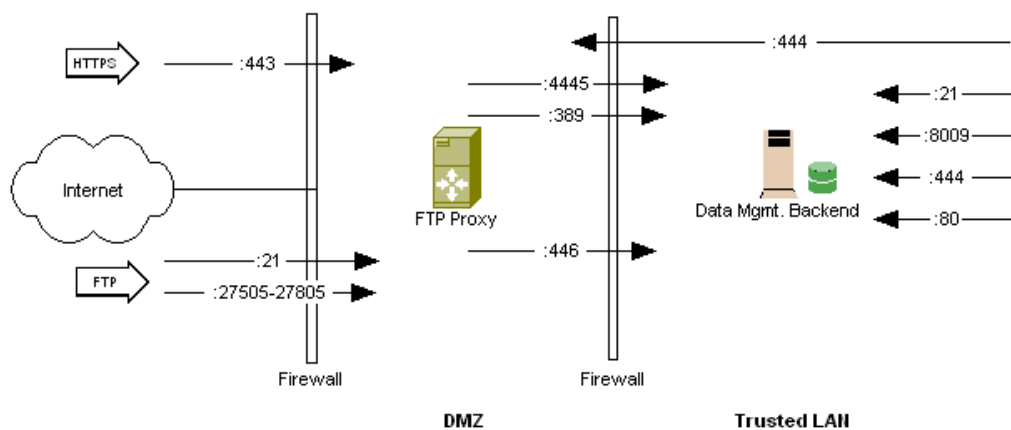 :444
HTTPS
:443
:4445
:21
:389
:8009
Internet
:444
FTP Proxy
Data Mgmt. Backend
:80
:446
:21
FTP
:27505-27805
Firewall
Firewall
DMZ
Trusted LAN